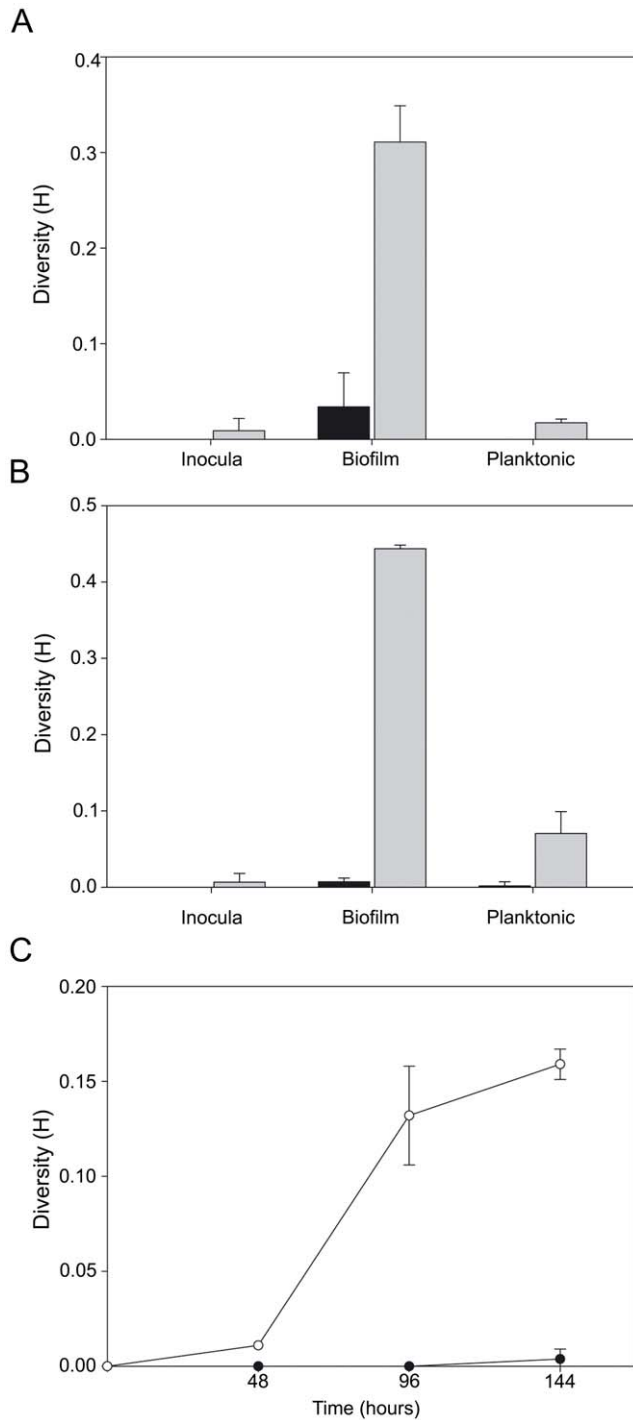 A
0.4
0.3
0.2
0.1
0.0
Diversity (H)
Inocula Biofilm Planktonic
B
0.5
0.4
0.3
0.2
0.1
0.0
Diversity (H)
Inocula Biofilm Planktonic
C
0.20
0.15
0.10
0.05
0.00
Diversity (H)
48 96 144
Time (hours)